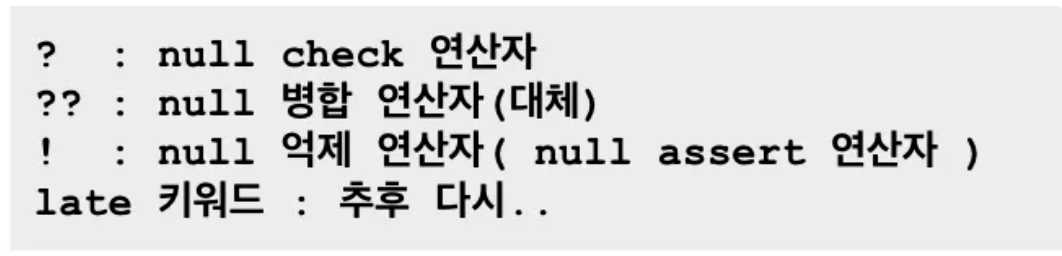 ? : null check 연산자
?? : null 병합 연산자(대체)
! : null 억제 연산자( null assert 연산자 )
late 키워드 : 추후 다시..